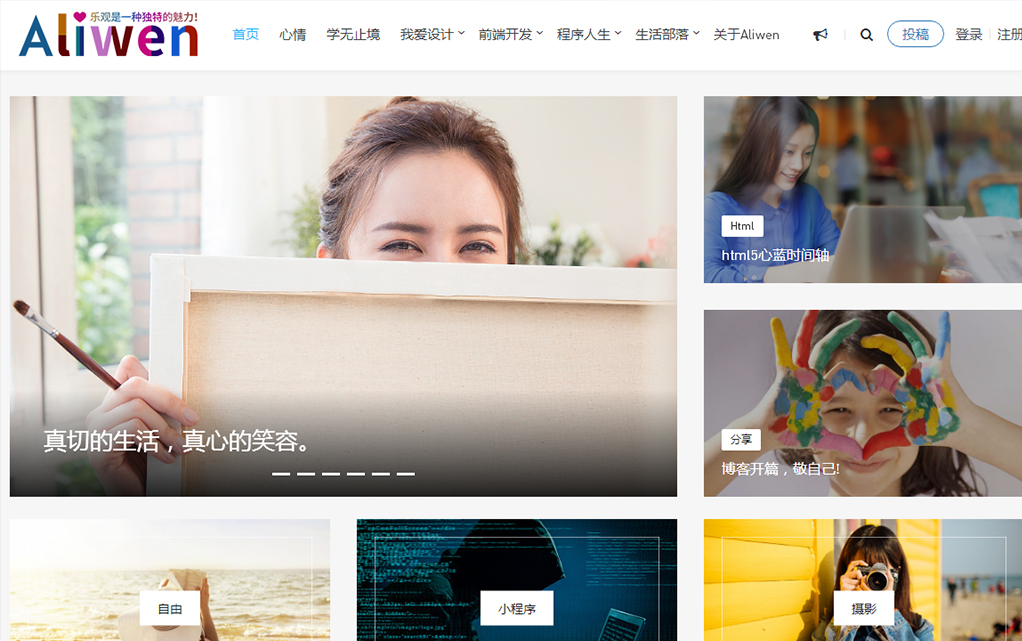 乐观是一种独特的魅力!
Aliwen
首页 心情 学无止境 我爱设计 前端开发 程序人生 生活部落 关于Aliwen 投稿 登录 注册
Html
html5心蓝时间轴
真切的生活，真心的笑容。
分享
博客开篇，敬自己!
自由 小程序 摄影